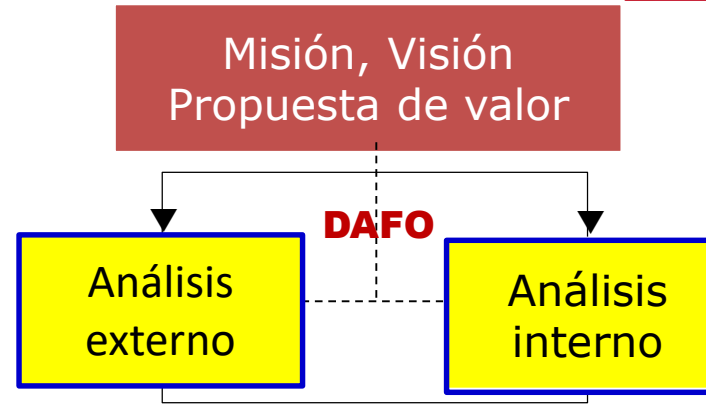 Misión, Visión
Propuesta de valor
DAFO
Análisis
externo
Análisis
interno